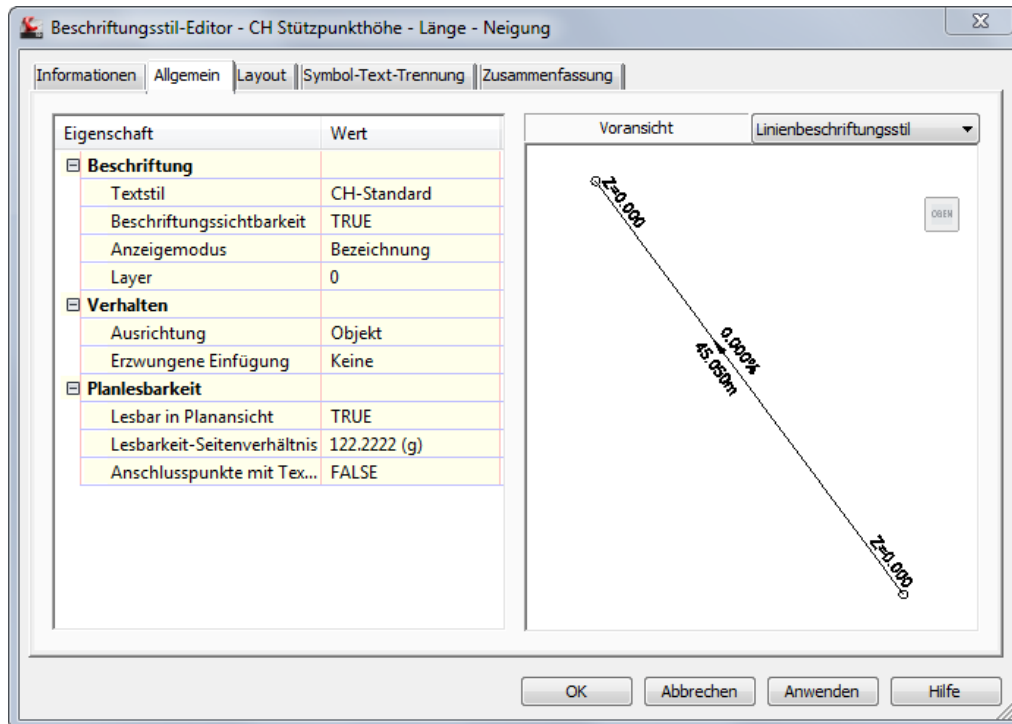 Beschriftungsstil-Editor - CH Stützpunkthöhe - Länge - Neigung
Informationen Allgemein Layout Symbol-Text-Trennung Zusammenfassung
Eigenschaft Wert
Beschriftung
Textstil CH-Standard
Beschriftungssichtbarkeit TRUE
Anzeigemodus Bezeichnung
Layer 0
Verhalten
Ausrichtung Objekt
Erzwungene Einfügung Keine
Planlesbarkeit
Lesbar in Planansicht TRUE
Lesbarkeit-Seitenverhältnis 122.2222 (g)
Anschlusspunkte mit Tex... FALSE
Voransicht Linienbeschriftungsstil
OBEN
Z=0.000
0.000%
45.050m
Z=0.000
OK Abbrechen Anwenden Hilfe